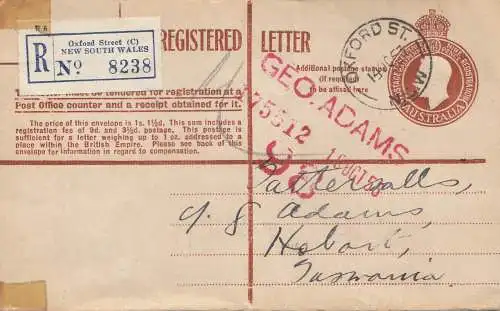 R
Oxford Street (C)
NEW SOUTH WALES
No 8238
REGISTERED LETTER
Additional postage stamps
(if required)
to be affixed here
OXFORD ST.
N.S.W
AUSTRALIA
must be tendered for registration at
Post Office counter and a receipt obtained for it.
The price of this envelope is 1s. 1½d. This sum includes a
registration fee of 9d. and 3½d. postage. This postage is
sufficient for a letter weighing up to 1 oz. addressed to a
place within the British Empire. Please see back of this
envelope for information in regard to compensation.
GEO. ADAMS
75612
Tattersalls,
c/o G Adams,
Hobart,
Tasmania